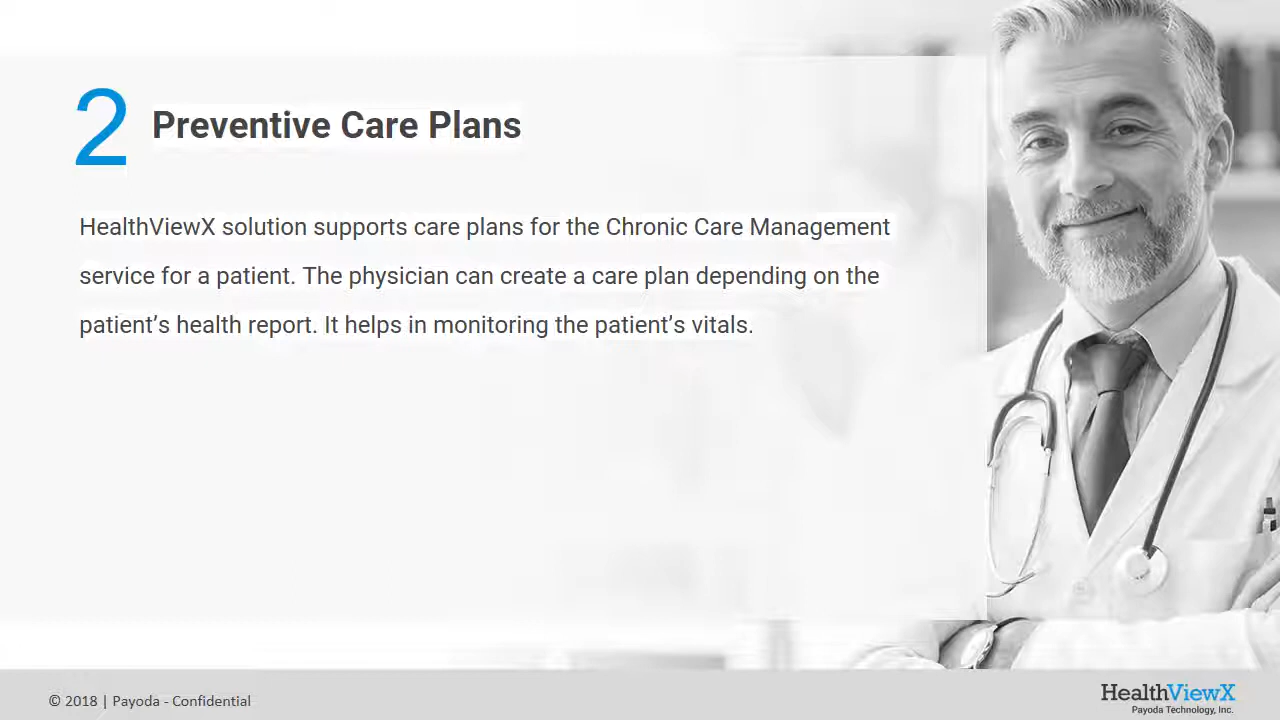 2
Preventive Care Plans
HealthViewX solution supports care plans for the Chronic Care Management
service for a patient. The physician can create a care plan depending on the
patient’s health report. It helps in monitoring the patient’s vitals.
© 2018 | Payoda - Confidential
HealthViewX
Payoda Technology, Inc.